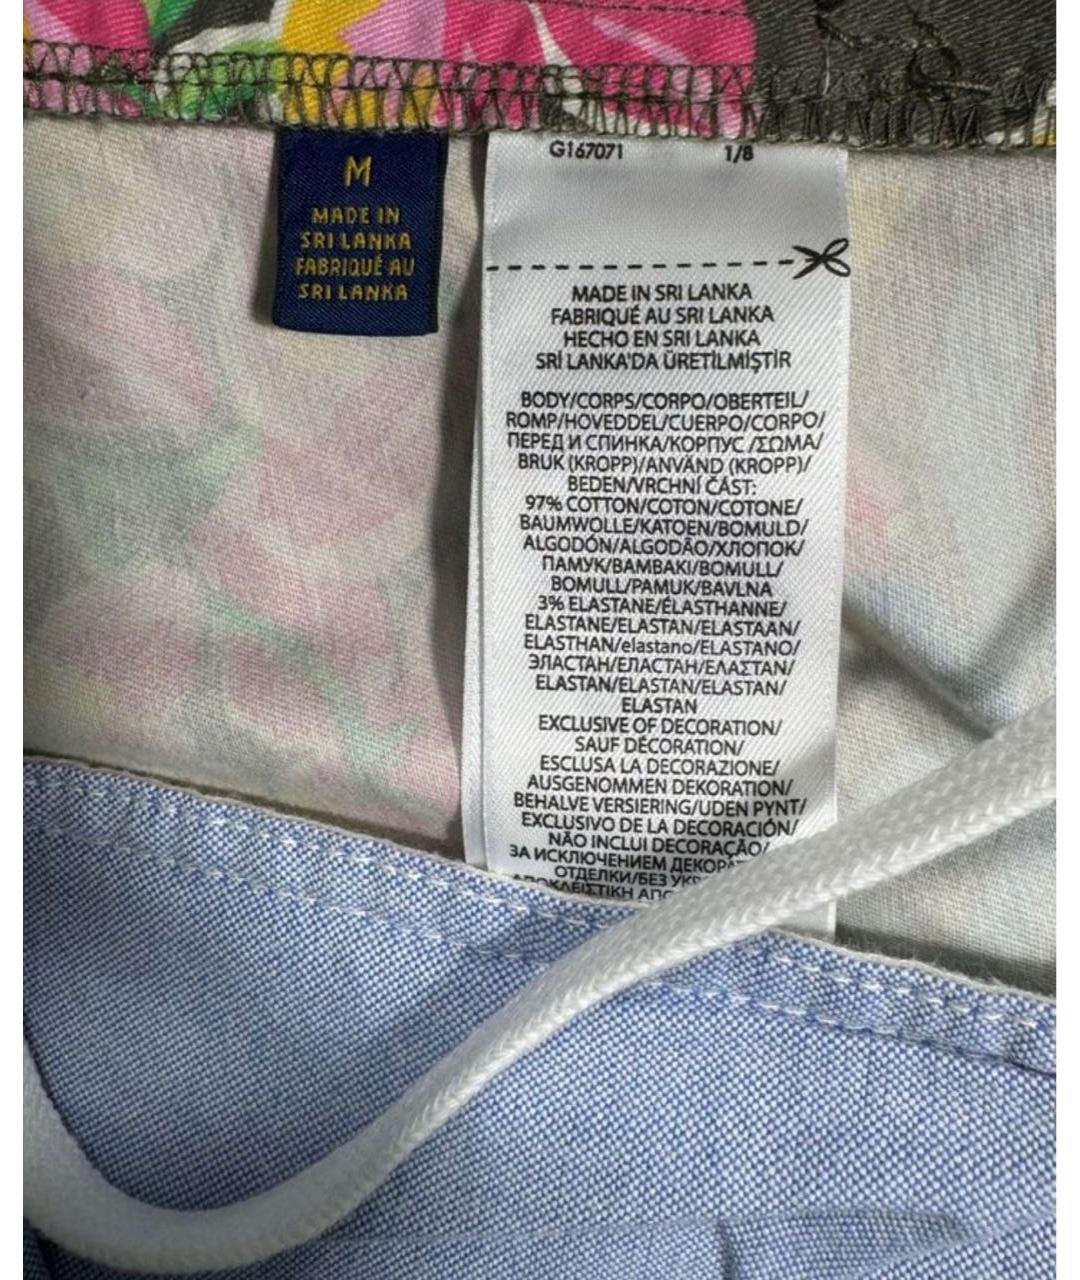 M
MADE IN
SRI LANKA
FABRIQUÉ AU
SRI LANKA
G167071 1/8
MADE IN SRI LANKA
FABRIQUÉ AU SRI LANKA
HECHO EN SRI LANKA
SRİ LANKA'DA ÜRETİLMİŞTİR
BODY/CORPS/CORPO/OBERTEIL/
ROMP/HOVEDDEL/CUERPO/CORPO/
ПЕРЕД И СПИНКА/КОРПУС /ΣΩΜΑ/
BRUK (KROPP)/ANVÄND (KROPP)/
BEDEN/VRCHNÍ ČÁST:
97% COTTON/COTON/COTONE/
BAUMWOLLE/KATOEN/BOMULD/
ALGODÓN/ALGODÃO/ХЛОПОК/
ПАМУК/BAMBAKI/BOMULL/
BOMULL/PAMUK/BAVLNA
3% ELASTANE/ÉLASTHANNE/
ELASTANE/ELASTAN/ELASTAAN/
ELASTHAN/elastano/ELASTANO/
ЭЛАСТАН/ЕЛАСТАН/ΕΛΑΣΤΑΝ/
ELASTAN/ELASTAN/ELASTAN/
ELASTAN
EXCLUSIVE OF DECORATION/
SAUF DÉCORATION/
ESCLUSA LA DECORAZIONE/
AUSGENOMMEN DEKORATION/
BEHALVE VERSIERING/UDEN PYNT/
EXCLUSIVO DE LA DECORACIÓN/
NÃO INCLUI DECORAÇÃO/
ЗА ИСКЛЮЧЕНИЕМ ДЕКОРАТ
ОТДЕЛКИ/БЕЗ УКР
ΑΠΟΚΛΕΙΣΤΙΚΗ ΑΠΟ